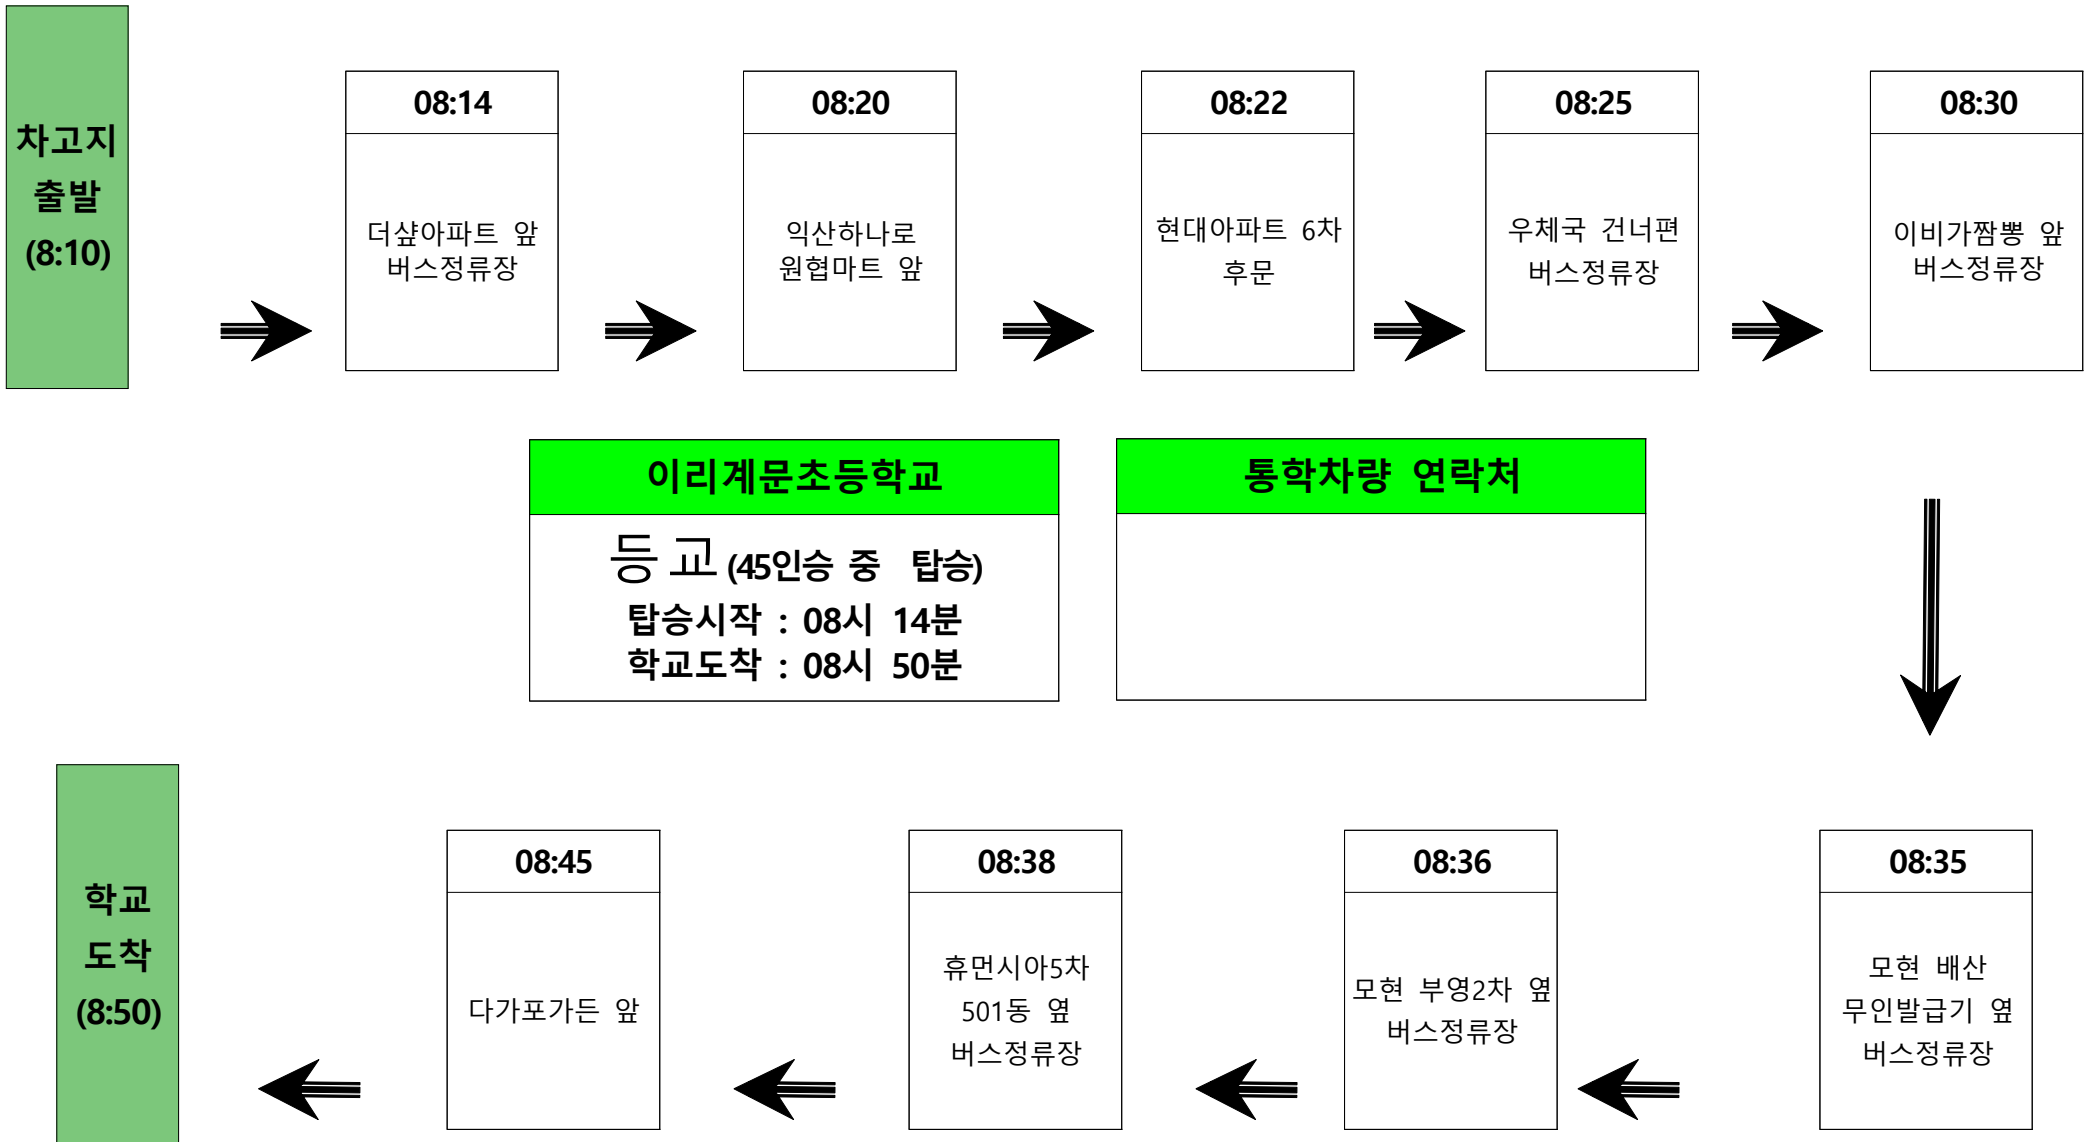 차고지
출발
(8:10)
08:14
더샾아파트 앞
버스정류장
08:20
익산하나로
원협마트 앞
08:22
현대아파트 6차
후문
08:25
우체국 건너편
버스정류장
08:30
이비가짬뽕 앞
버스정류장
이리계문초등학교
등교(45인승 중 탑승)
탑승시작 : 08시 14분
학교도착 : 08시 50분
통학차량 연락처
08:35
모현 배산
무인발급기 옆
버스정류장
08:36
모현 부영2차 옆
버스정류장
08:38
휴먼시아5차
501동 옆
버스정류장
08:45
다가포가든 앞
학교
도착
(8:50)